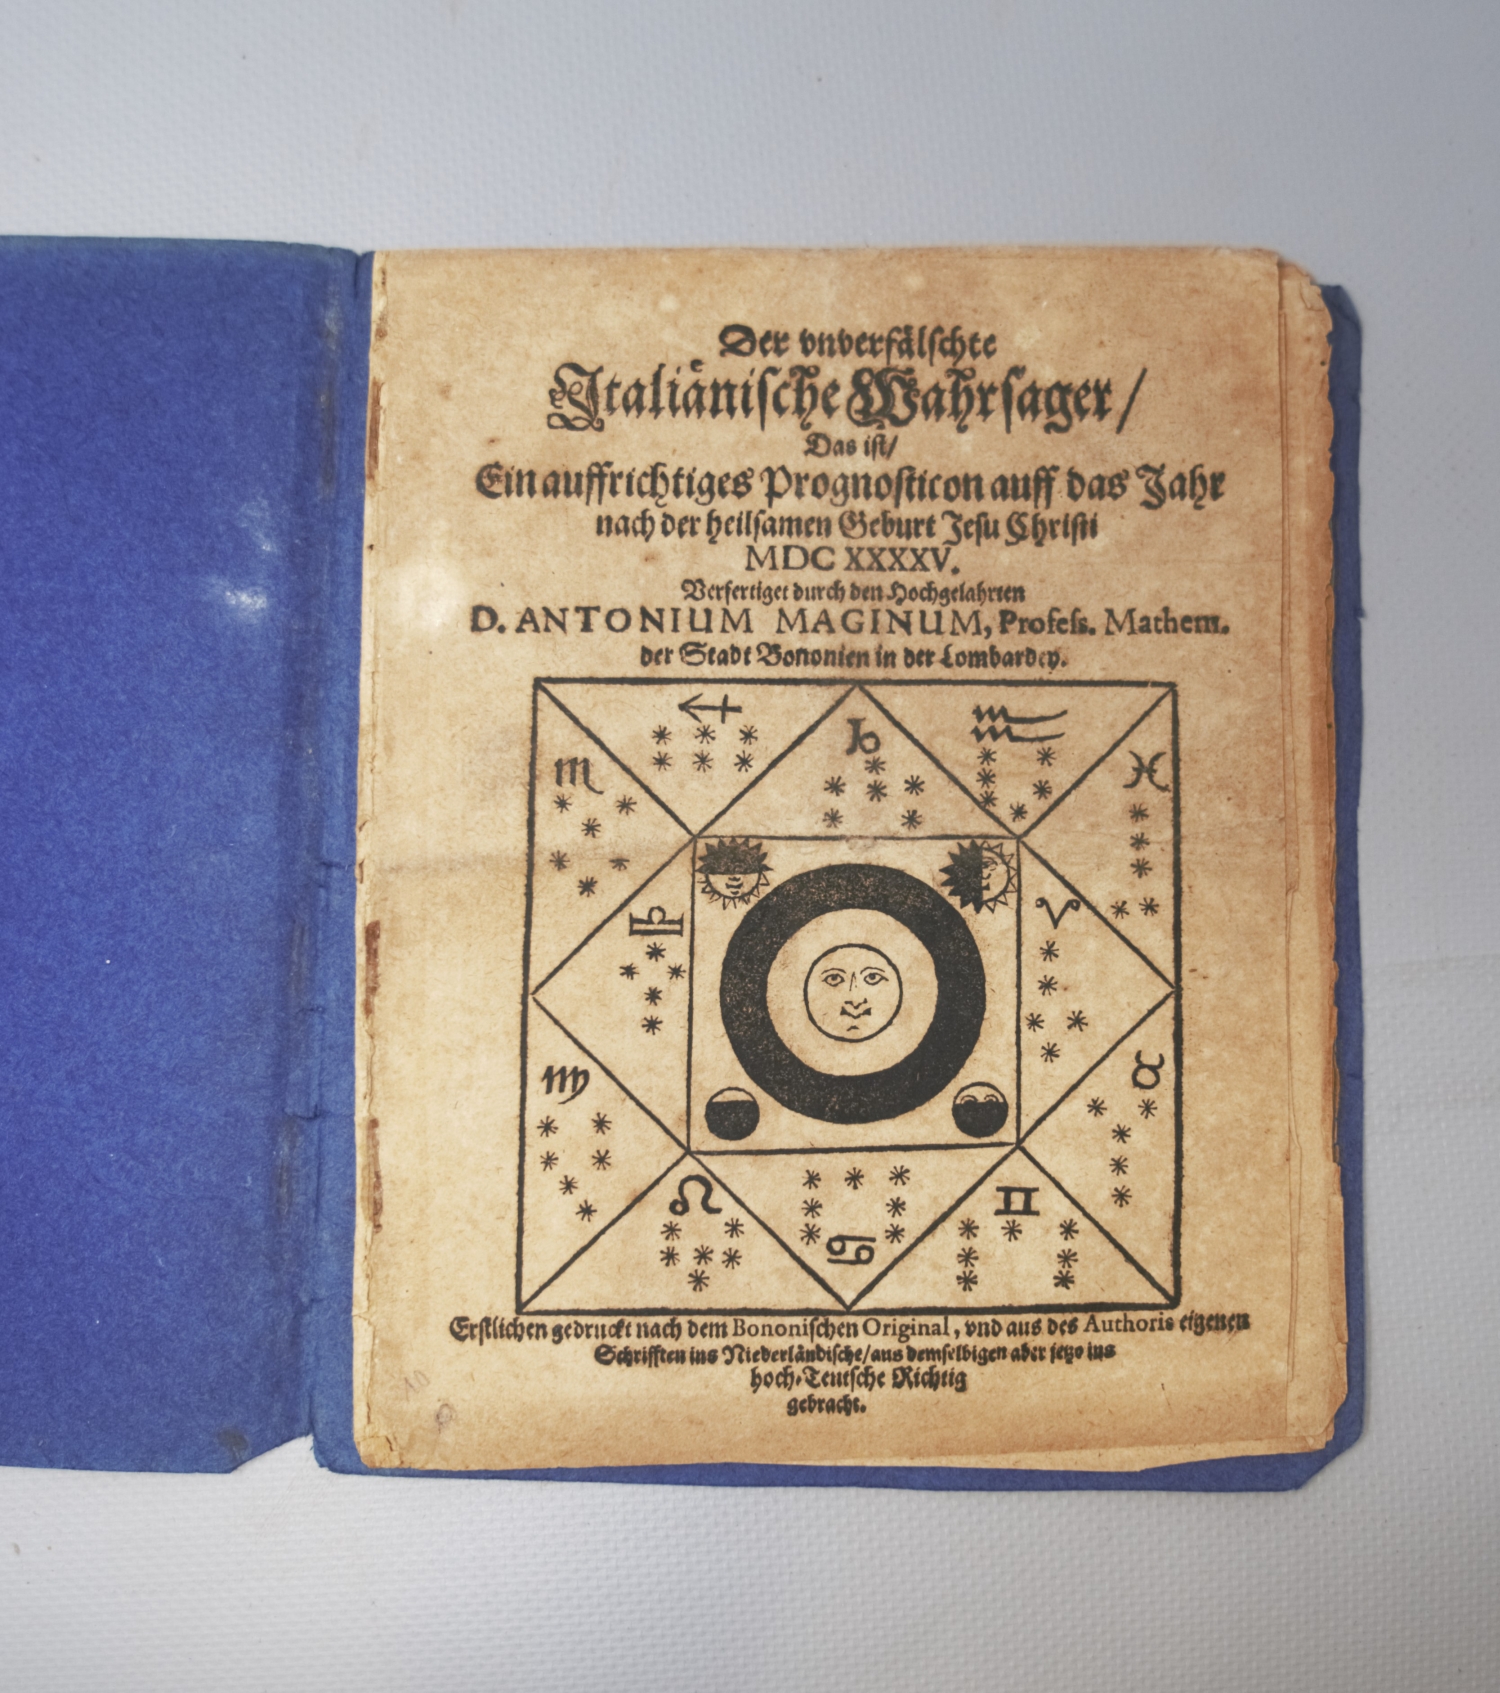 Der vnverfälschte
Italiänische Wahrsager/
Das ist/
Ein auffrichtiges Prognosticon auff das Jahr
nach der heilsamen Geburt Jesu Christi
MDC XXXXV.
Verfertiget durch den Hochgelahrten
D. ANTONIUM MAGINUM, Profess. Mathem.
der Stadt Bononien in der Lombardey.
♐ ♑ ♒
♏ ♓
♎ ♈
♍ ♉
♌ ♋ ♊
Erstlichen gedruckt nach dem Bononischen Original, vnd aus des Authoris eigenen
Schrifften ins Niederländische/aus demselbigen aber jetzo ins
hoch-Teutsche Richtig
gebracht.